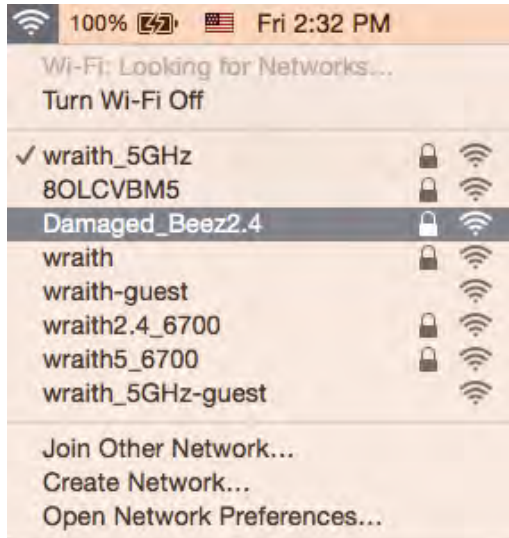 100% Fri 2:32 PM
Wi-Fi: Looking for Networks...
Turn Wi-Fi Off
✓ wraith_5GHz
8OLCVBM5
Damaged_Beez2.4
wraith
wraith-guest
wraith2.4_6700
wraith5_6700
wraith_5GHz-guest
Join Other Network...
Create Network...
Open Network Preferences...